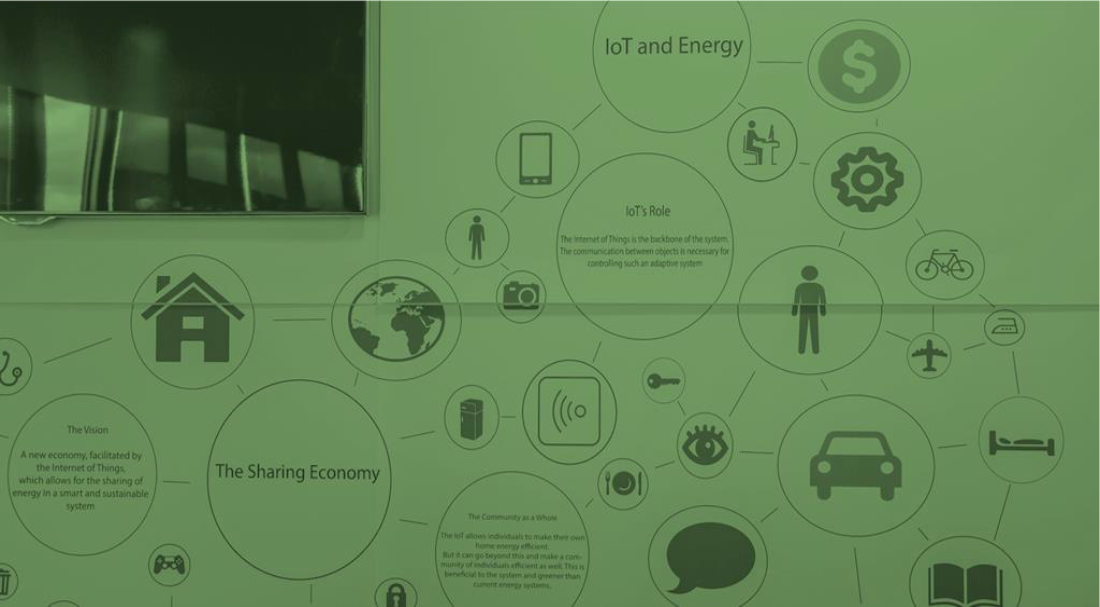 IoT and Energy
IoT's Role
The Internet of Things is the backbone of the system.
The communication between objects is necessary for
controlling such an adaptive system
The Vision
A new economy, facilitated by
the Internet of Things,
which allows for the sharing of
energy in a smart and sustainable
system
The Sharing Economy
The Community as a Whole
The IoT allows individuals to make their own
home energy efficient.
But it can go beyond this and make a com-
munity of individuals efficient as well. This is
beneficial to the system and greener than
current energy systems.